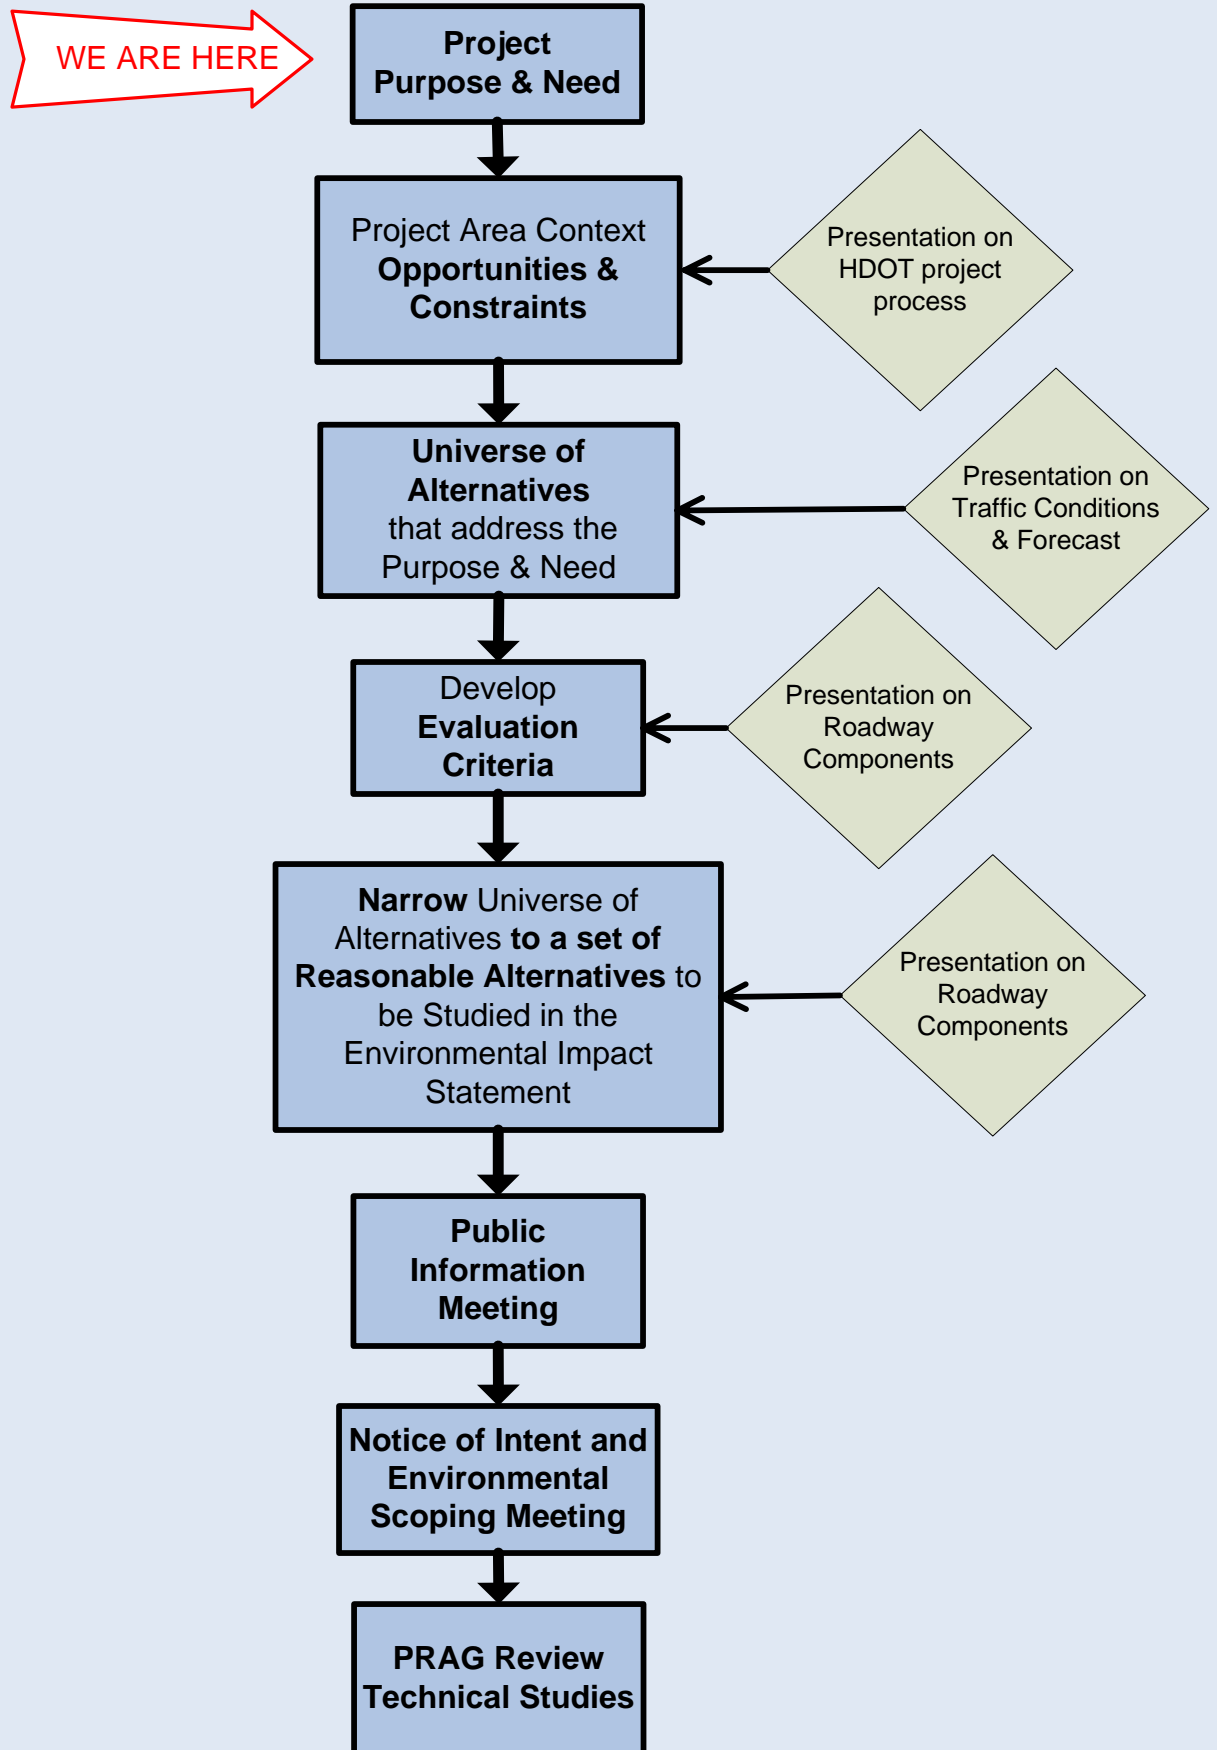 WE ARE HERE
Project
Purpose & Need
Project Area Context
Opportunities &
Constraints
Presentation on
HDOT project
process
Universe of
Alternatives
that address the
Purpose & Need
Presentation on
Traffic Conditions
& Forecast
Develop
Evaluation
Criteria
Presentation on
Roadway
Components
Narrow Universe of
Alternatives to a set of
Reasonable Alternatives to
be Studied in the
Environmental Impact
Statement
Presentation on
Roadway
Components
Public
Information
Meeting
Notice of Intent and
Environmental
Scoping Meeting
PRAG Review
Technical Studies